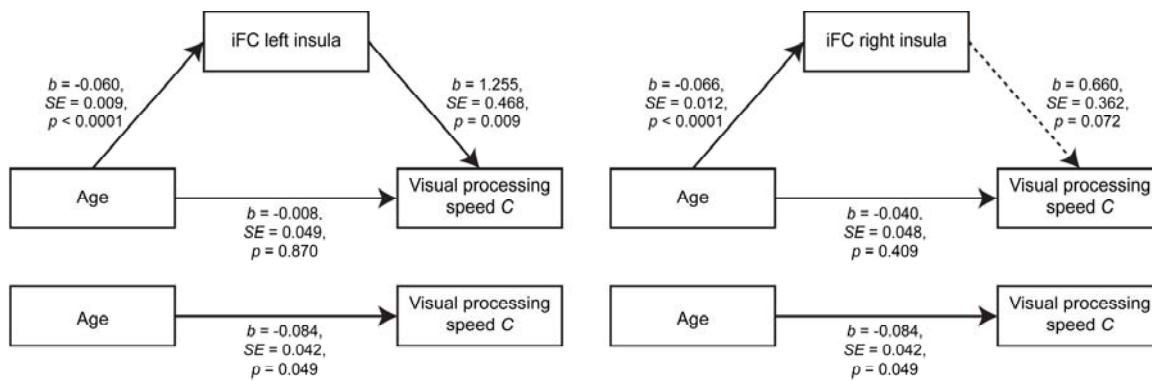 iFC left insula
b = -0.060,
SE = 0.009,
p < 0.0001
b = 1.255,
SE = 0.468,
p = 0.009
Age
Visual processing
speed C
b = -0.008,
SE = 0.049,
p = 0.870
Age
Visual processing
speed C
b = -0.084,
SE = 0.042,
p = 0.049
iFC right insula
b = -0.066,
SE = 0.012,
p < 0.0001
b = 0.660,
SE = 0.362,
p = 0.072
Age
Visual processing
speed C
b = -0.040,
SE = 0.048,
p = 0.409
Age
Visual processing
speed C
b = -0.084,
SE = 0.042,
p = 0.049